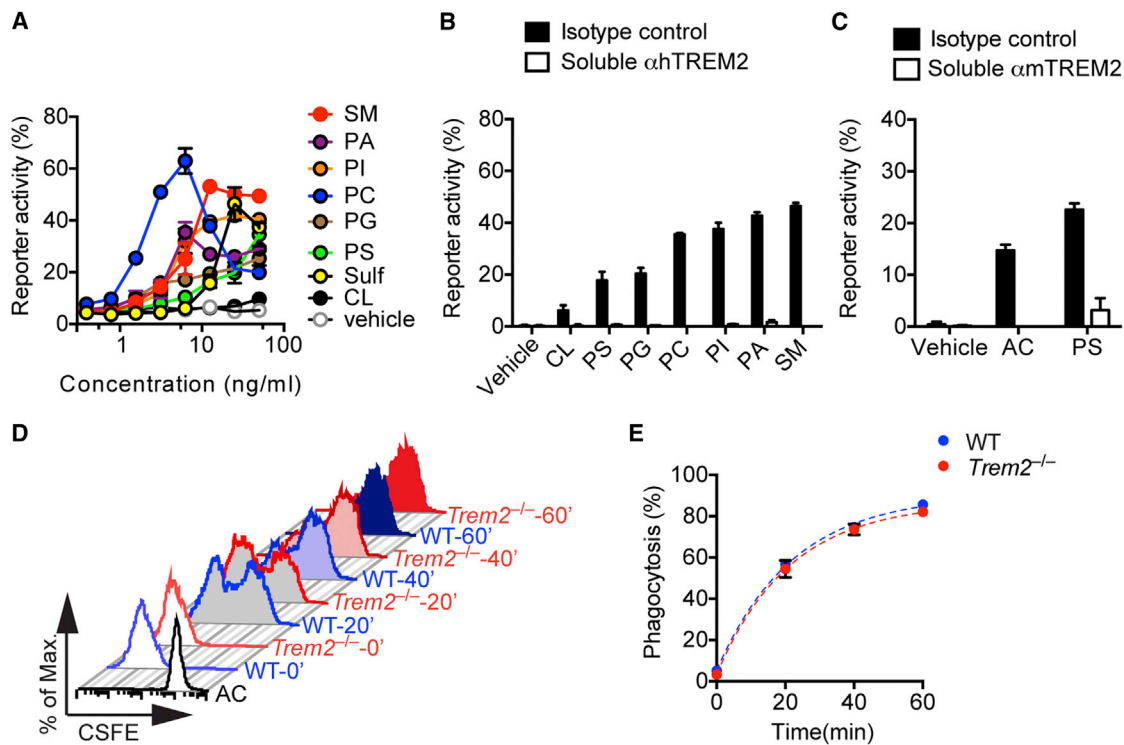 A
Reporter activity (%)
80
60
40
20
0
1
10
100
Concentration (ng/ml)
SM
PA
PI
PC
PG
PS
Sulf
CL
vehicle
B
Isotype control
Soluble αhTREM2
Reporter activity (%)
80
60
40
20
0
Vehicle
CL
PS
PG
PC
PI
PA
SM
C
Isotype control
Soluble αmTREM2
Reporter activity (%)
40
30
20
10
0
Vehicle
AC
PS
D
% of Max.
CSFE
Trem2–/–-60'
WT-60'
Trem2–/–-40'
WT-40'
Trem2–/–-20'
WT-20'
Trem2–/–-0'
WT-0'
AC
E
WT
Trem2–/–
Phagocytosis (%)
100
80
60
40
20
0
0
20
40
60
Time(min)